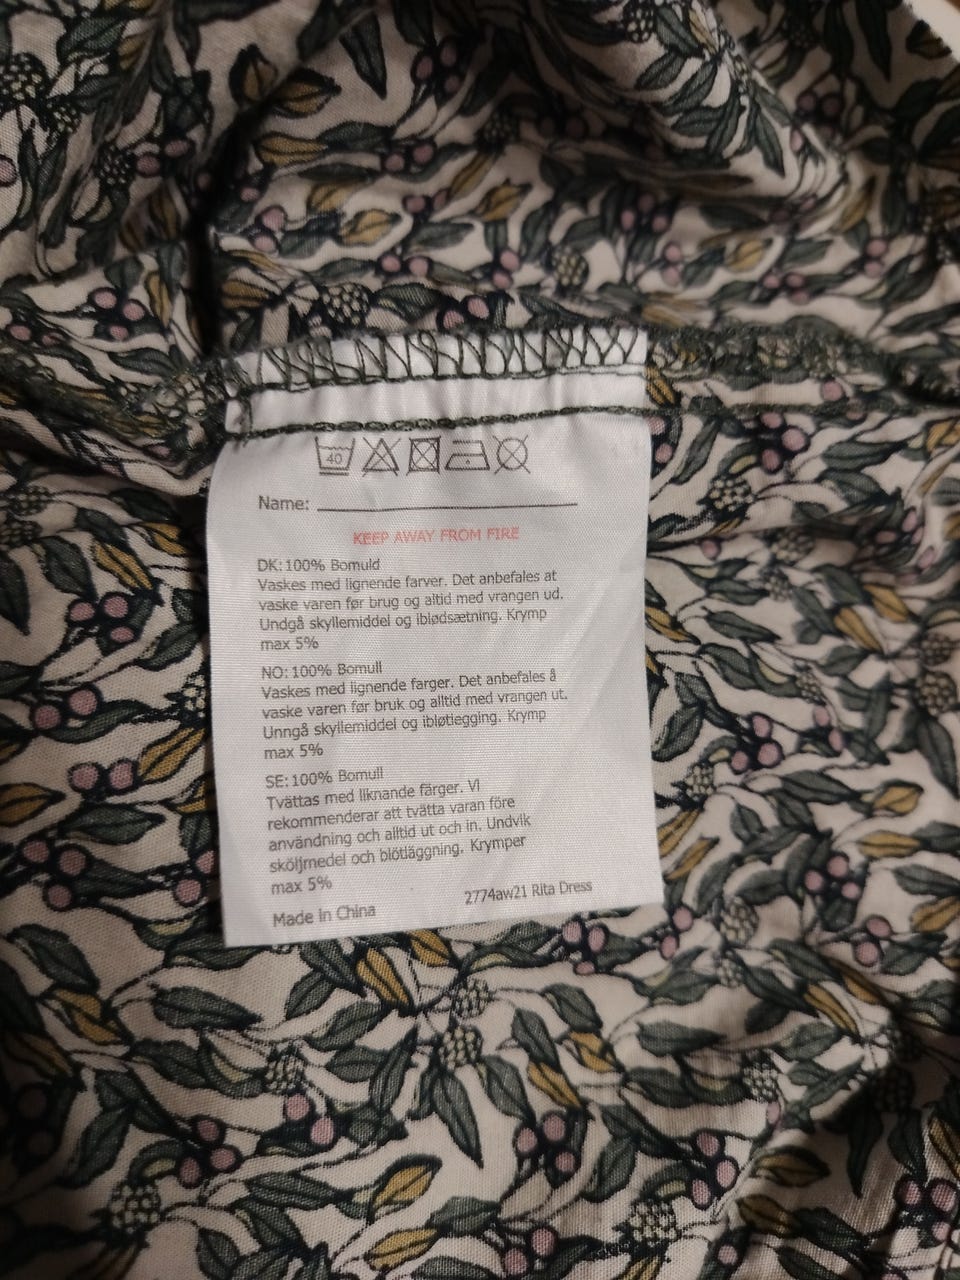 40
Name:
KEEP AWAY FROM FIRE
DK: 100% Bomuld
Vaskes med lignende farver. Det anbefales at
vaske varen før brug og altid med vrangen ud.
Undgå skyllemiddel og iblødsætning. Krymp
max 5%
NO: 100% Bomull
Vaskes med lignende farger. Det anbefales å
vaske varen før bruk og alltid med vrangen ut.
Unngå skyllemiddel og ibløtlegging. Krymp
max 5%
SE: 100% Bomull
Tvättas med liknande färger. VI
rekommenderar att tvätta varan före
användning och alltid ut och in. Undvik
sköljmedel och blötläggning. Krymper
max 5%
Made in China
2774aw21 Rita Dress